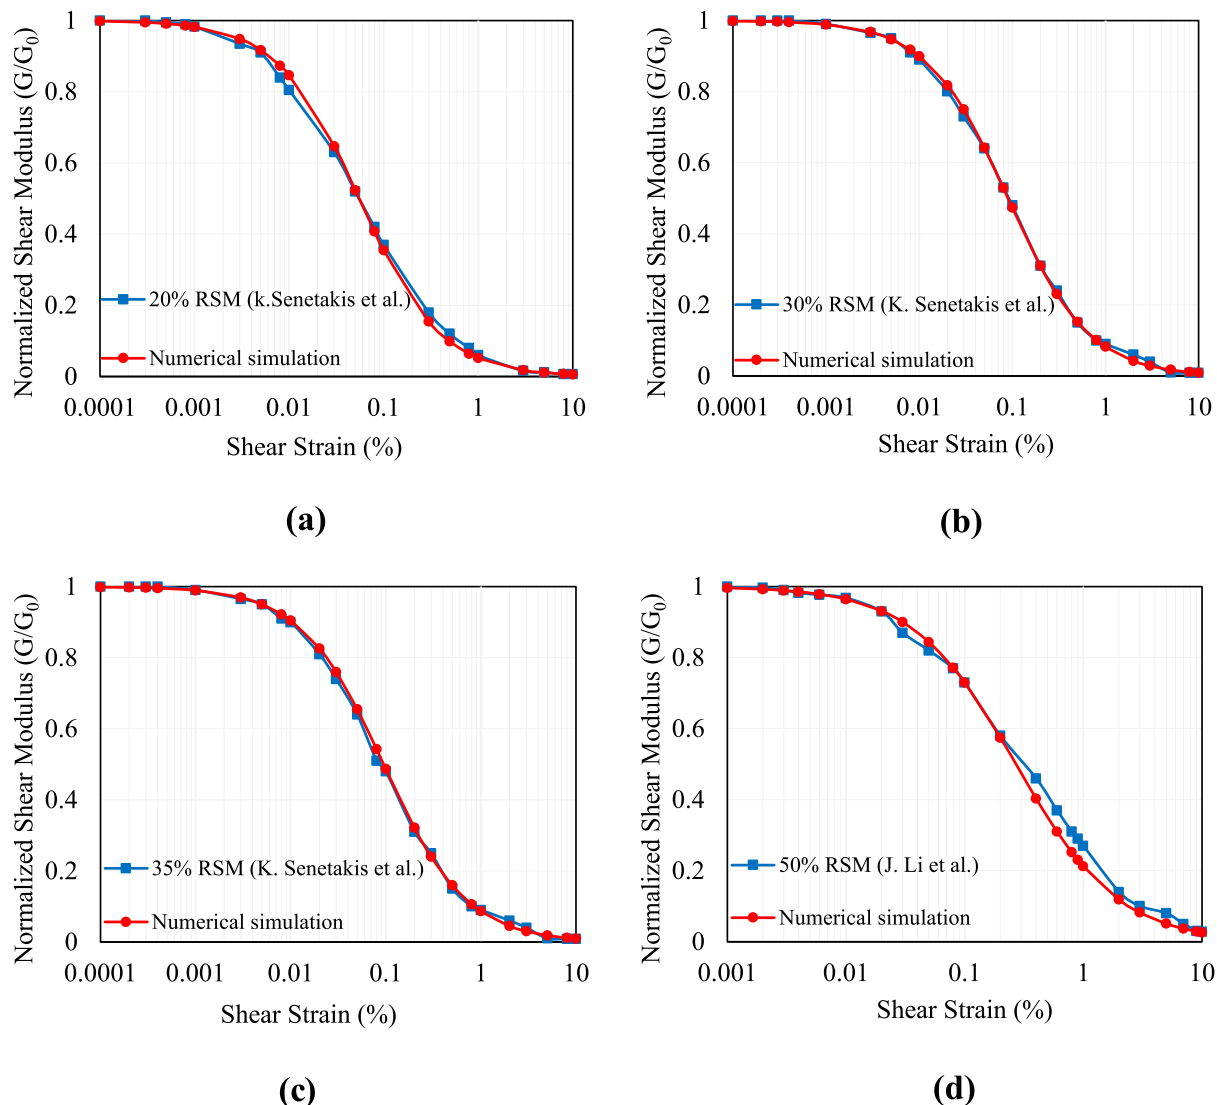 Normalized Shear Modulus (G/G0)
1
0.8
0.6
0.4
0.2
0
20% RSM (k.Senetakis et al.)
Numerical simulation
0.0001 0.001 0.01 0.1 1 10
Shear Strain (%)
(a)
Normalized Shear Modulus (G/G0)
1
0.8
0.6
0.4
0.2
0
30% RSM (K. Senetakis et al.)
Numerical simulation
0.0001 0.001 0.01 0.1 1 10
Shear Strain (%)
(b)
Normalized Shear Modulus (G/G0)
1
0.8
0.6
0.4
0.2
0
35% RSM (K. Senetakis et al.)
Numerical simulation
0.0001 0.001 0.01 0.1 1 10
Shear Strain (%)
(c)
Normalized Shear Modulus (G/G0)
1
0.8
0.6
0.4
0.2
0
50% RSM (J. Li et al.)
Numerical simulation
0.001 0.01 0.1 1 10
Shear Strain (%)
(d)